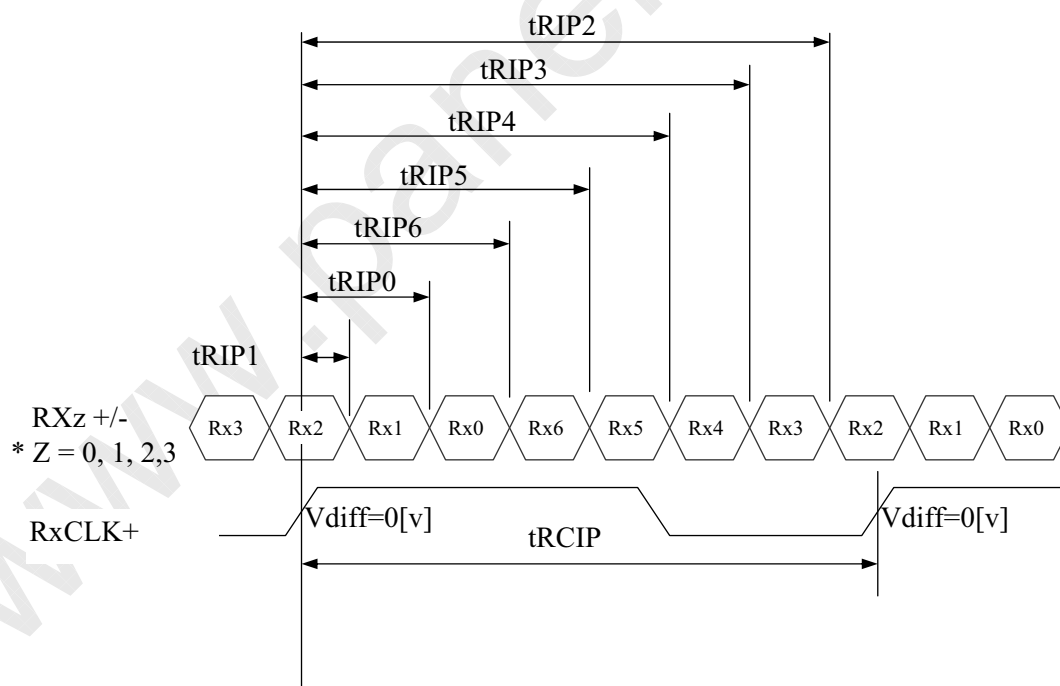 tRIP2
tRIP3
tRIP4
tRIP5
tRIP6
tRIP0
tRIP1
RXz +/-
* Z = 0, 1, 2,3
Rx3 Rx2 Rx1 Rx0 Rx6 Rx5 Rx4 Rx3 Rx2 Rx1 Rx0
RxCLK+
Vdiff=0[v] Vdiff=0[v]
tRCIP